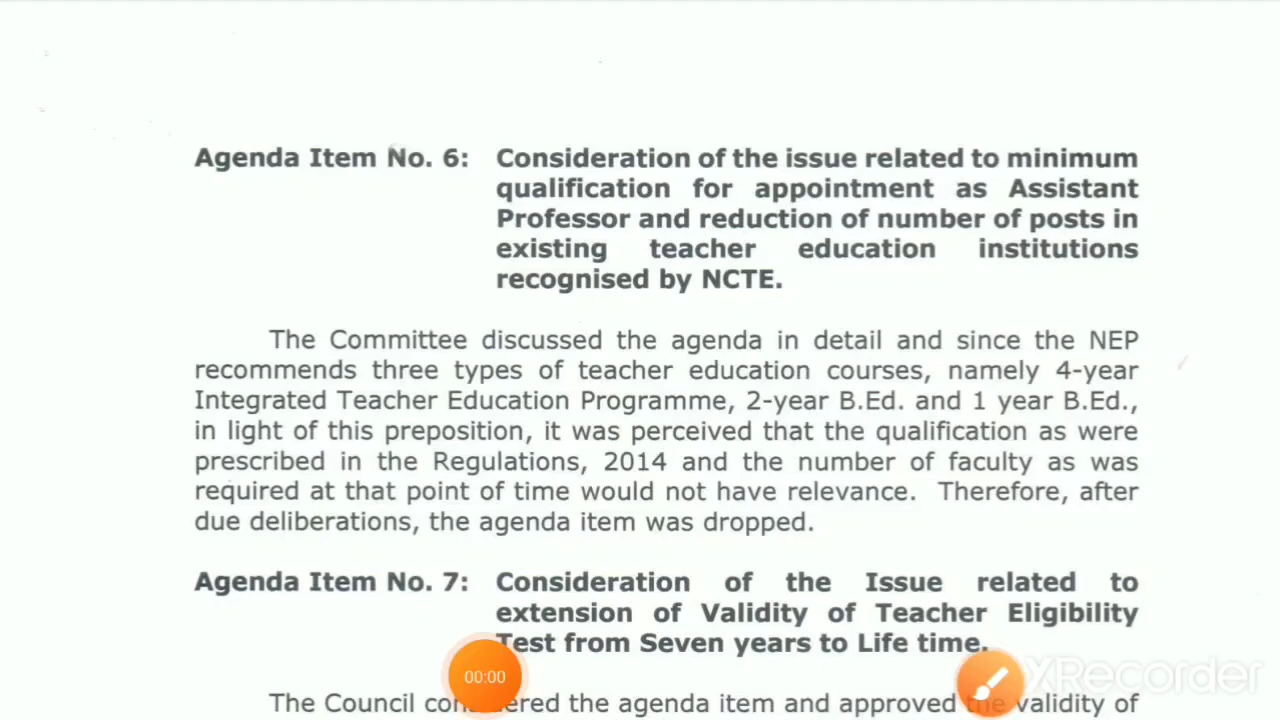 Agenda Item No. 6: Consideration of the issue related to minimum
qualification for appointment as Assistant
Professor and reduction of number of posts in
existing teacher education institutions
recognised by NCTE.
The Committee discussed the agenda in detail and since the NEP
recommends three types of teacher education courses, namely 4-year
Integrated Teacher Education Programme, 2-year B.Ed. and 1 year B.Ed.,
in light of this preposition, it was perceived that the qualification as were
prescribed in the Regulations, 2014 and the number of faculty as was
required at that point of time would not have relevance. Therefore, after
due deliberations, the agenda item was dropped.
Agenda Item No. 7: Consideration of the Issue related to
extension of Validity of Teacher Eligibility
Test from Seven years to Life time.
00:00
XRecorder
The Council considered the agenda item and approved the validity of